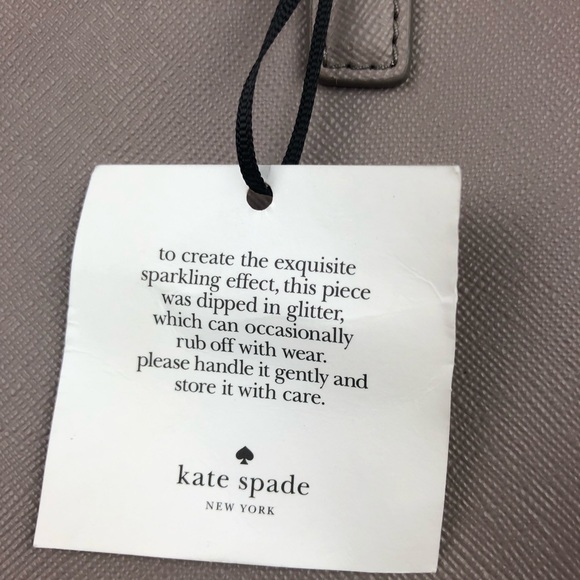 to create the exquisite
sparkling effect, this piece
was dipped in glitter,
which can occasionally
rub off with wear.
please handle it gently and
store it with care.
kate spade
NEW YORK